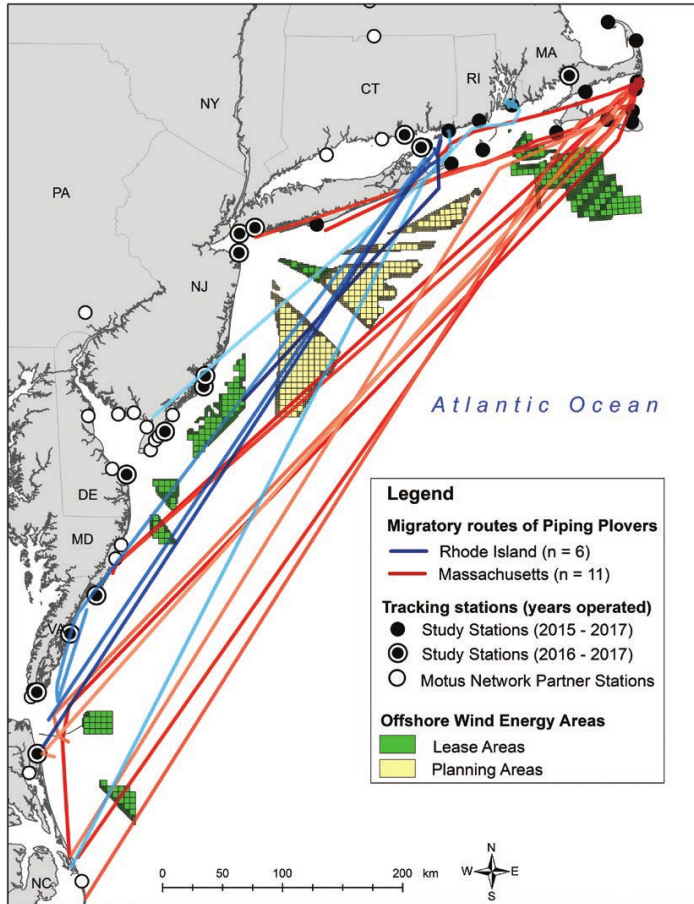 MA
CT
RI
NY
PA
NJ
Atlantic Ocean
DE
MD
VA
NC
Legend
Migratory routes of Piping Plovers
Rhode Island (n = 6)
Massachusetts (n = 11)
Tracking stations (years operated)
Study Stations (2015 - 2017)
Study Stations (2016 - 2017)
Motus Network Partner Stations
Offshore Wind Energy Areas
Lease Areas
Planning Areas
0 50 100 200 km
N
W E
S